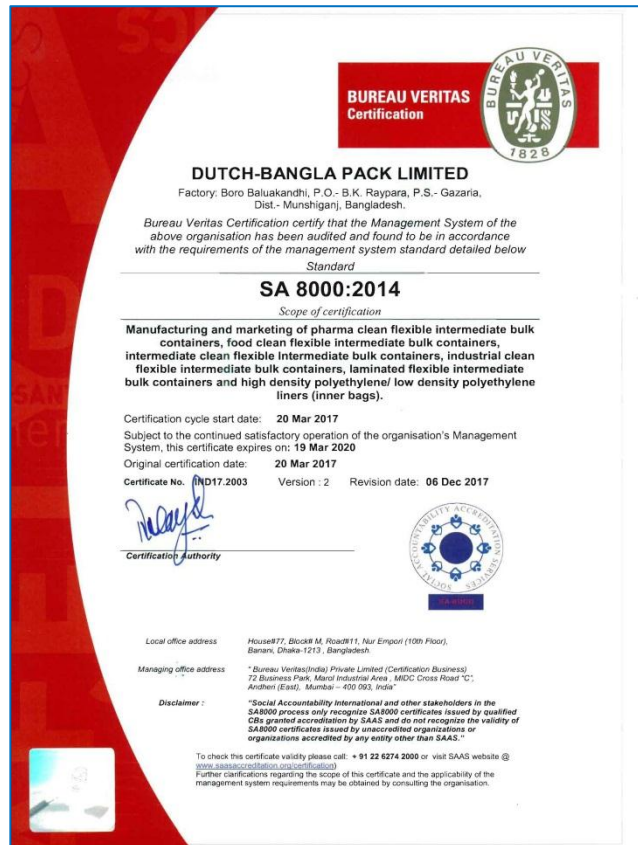 BUREAU VERITAS
Certification
BUREAU VERITAS
1828
DUTCH-BANGLA PACK LIMITED
Factory: Boro Baluakandhi, P.O.- B.K. Raypara, P.S.- Gazaria,
Dist.- Munshiganj, Bangladesh.
Bureau Veritas Certification certify that the Management System of the
above organisation has been audited and found to be in accordance
with the requirements of the management system standard detailed below
Standard
SA 8000:2014
Scope of certification
Manufacturing and marketing of pharma clean flexible intermediate bulk
containers, food clean flexible intermediate bulk containers,
intermediate clean flexible Intermediate bulk containers, industrial clean
flexible intermediate bulk containers, laminated flexible intermediate
bulk containers and high density polyethylene/ low density polyethylene
liners (inner bags).
Certification cycle start date: 20 Mar 2017
Subject to the continued satisfactory operation of the organisation's Management
System, this certificate expires on: 19 Mar 2020
Original certification date: 20 Mar 2017
Certificate No. IND17.2003 Version : 2 Revision date: 06 Dec 2017
Certification Authority
SOCIAL ACCOUNTABILITY ACCREDITATION SERVICES
SA8000
Local office address House#77, Block# M, Road#11, Nur Empori (10th Floor),
Banani, Dhaka-1213 , Bangladesh.
Managing office address " Bureau Veritas(India) Private Limited (Certification Business)
72 Business Park, Marol Industrial Area , MIDC Cross Road "C",
Andheri (East), Mumbai – 400 093, India"
Disclaimer : "Social Accountability International and other stakeholders in the
SA8000 process only recognize SA8000 certificates issued by qualified
CBs granted accreditation by SAAS and do not recognize the validity of
SA8000 certificates issued by unaccredited organizations or
organizations accredited by any entity other than SAAS."
To check this certificate validity please call: + 91 22 6274 2000 or visit SAAS website @
www.saasaccreditation.org/certification)
Further clarifications regarding the scope of this certificate and the applicability of the
management system requirements may be obtained by consulting the organisation.